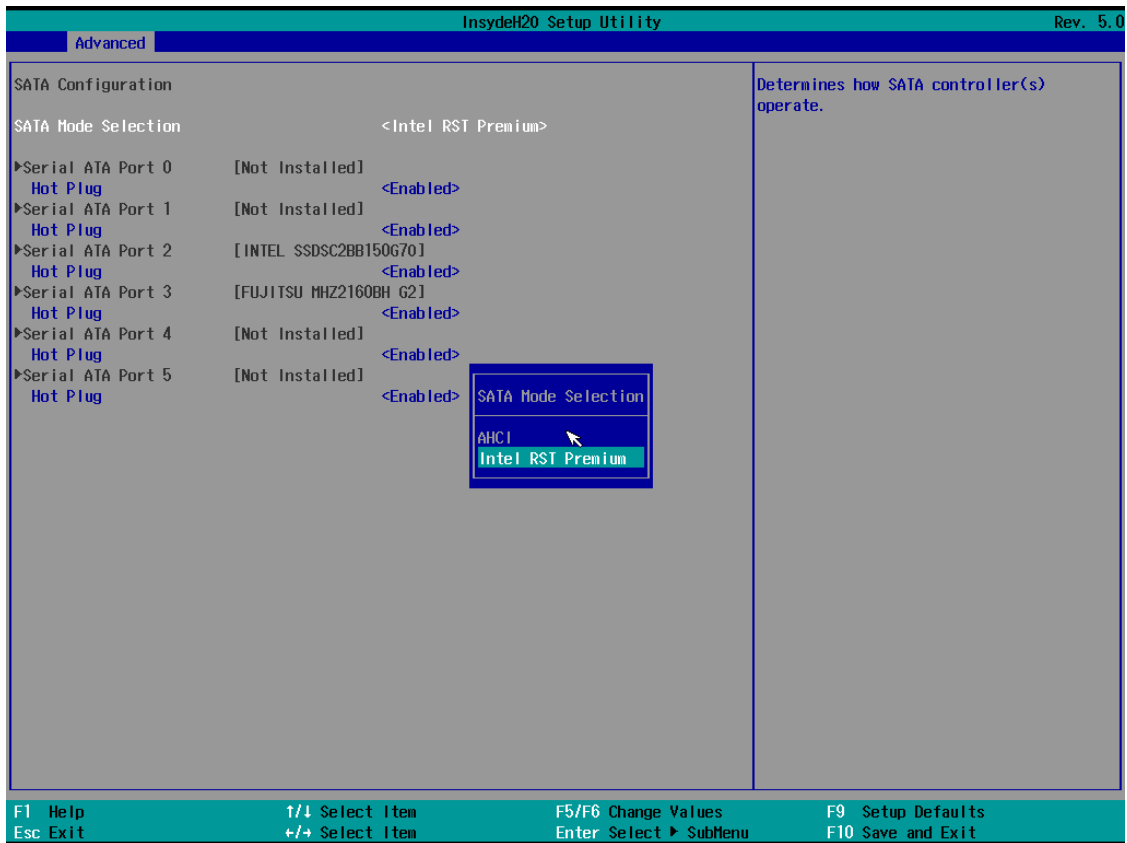 InsydeH20 Setup Utility Rev. 5.0
Advanced
SATA Configuration
SATA Mode Selection <Intel RST Premium>
▶Serial ATA Port 0 [Not Installed]
Hot Plug <Enabled>
▶Serial ATA Port 1 [Not Installed]
Hot Plug <Enabled>
▶Serial ATA Port 2 [INTEL SSDSC2BB150G70]
Hot Plug <Enabled>
▶Serial ATA Port 3 [FUJITSU MHZ2160BH G2]
Hot Plug <Enabled>
▶Serial ATA Port 4 [Not Installed]
Hot Plug <Enabled>
▶Serial ATA Port 5 [Not Installed]
Hot Plug <Enabled>
SATA Mode Selection
AHCI
Intel RST Premium
Determines how SATA controller(s)
operate.
F1 Help ↑/↓ Select Item F5/F6 Change Values F9 Setup Defaults
Esc Exit ←/→ Select Item Enter Select ▶ SubMenu F10 Save and Exit